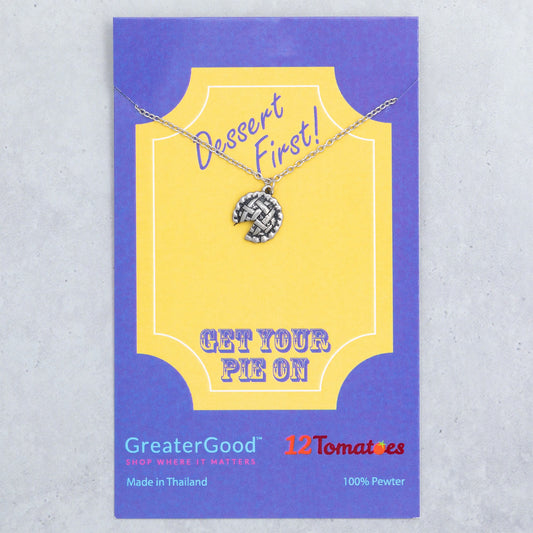 Dessert
First!
GET YOUR
PIE ON
GreaterGood™
SHOP WHERE IT MATTERS
12Tomatoes
Made in Thailand
100% Pewter